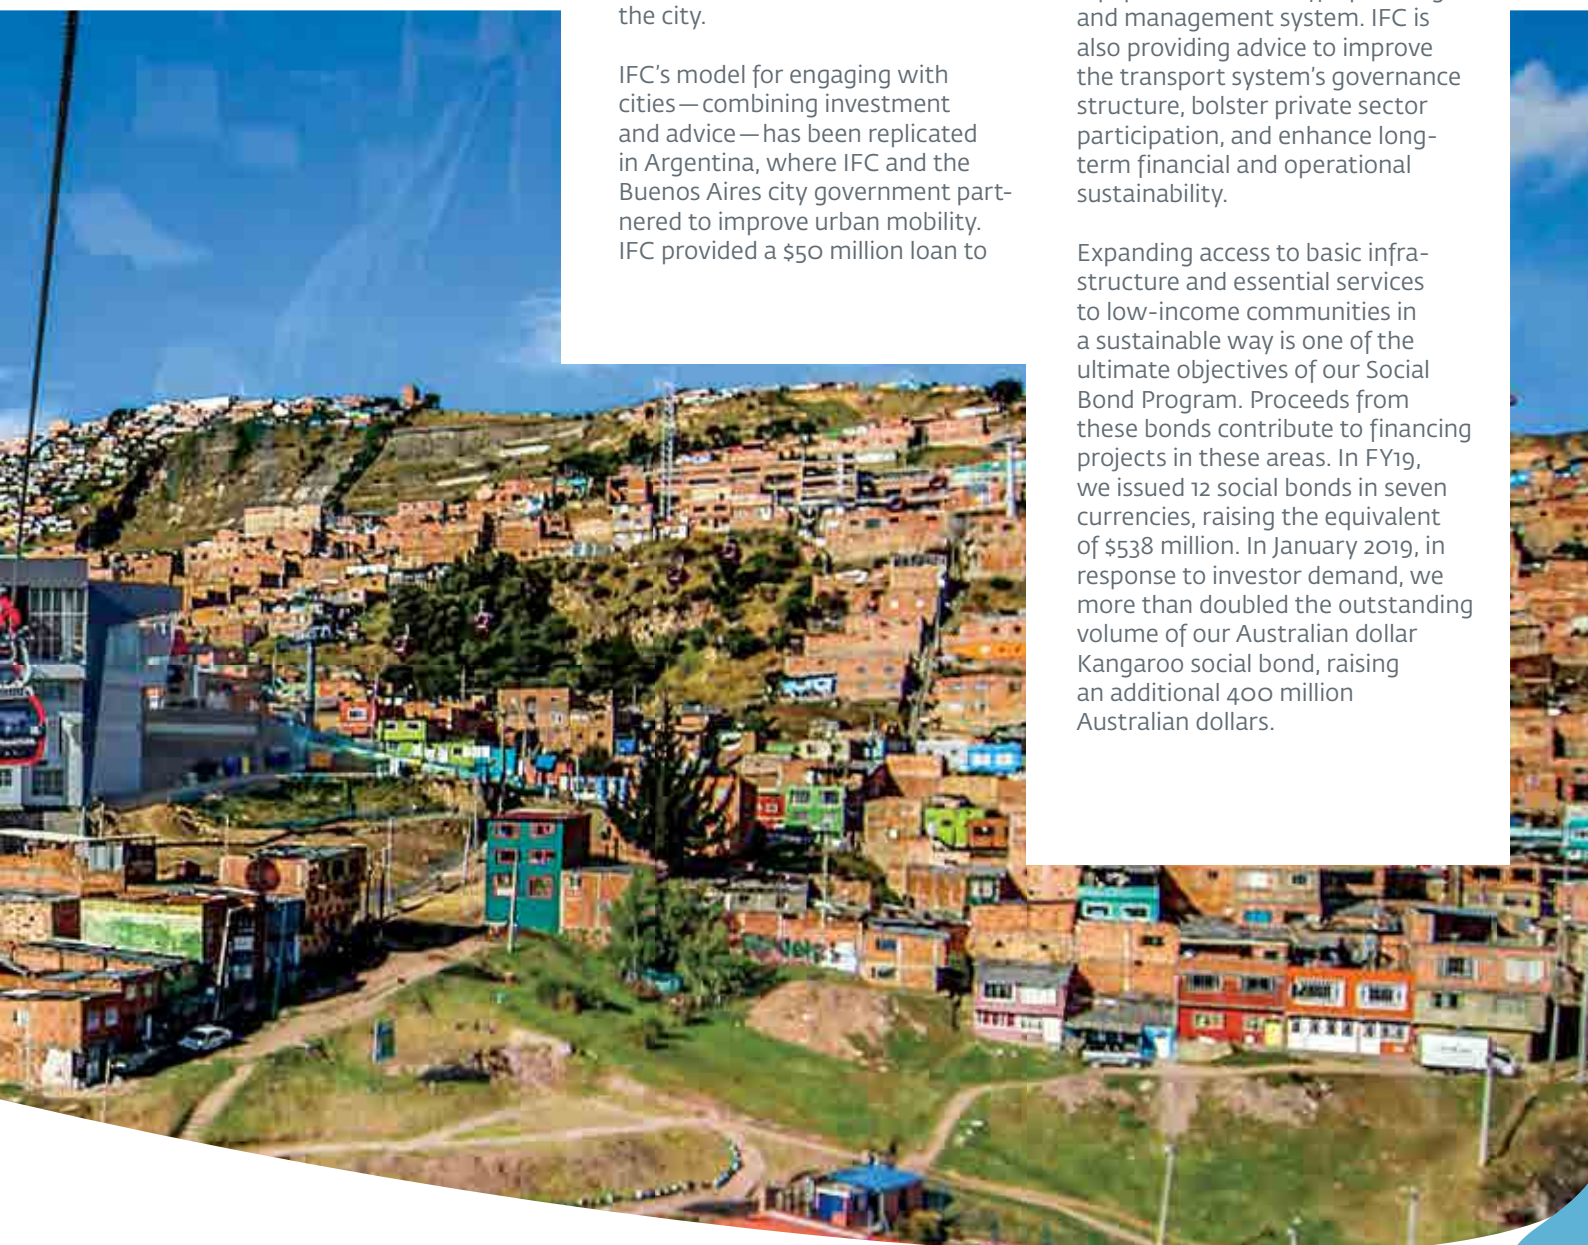 the city.
IFC’s model for engaging with
cities—combining investment
and advice—has been replicated
in Argentina, where IFC and the
Buenos Aires city government part-
nered to improve urban mobility.
IFC provided a $50 million loan to
and management system. IFC is
also providing advice to improve
the transport system’s governance
structure, bolster private sector
participation, and enhance long-
term financial and operational
sustainability.
Expanding access to basic infra-
structure and essential services
to low-income communities in
a sustainable way is one of the
ultimate objectives of our Social
Bond Program. Proceeds from
these bonds contribute to financing
projects in these areas. In FY19,
we issued 12 social bonds in seven
currencies, raising the equivalent
of $538 million. In January 2019, in
response to investor demand, we
more than doubled the outstanding
volume of our Australian dollar
Kangaroo social bond, raising
an additional 400 million
Australian dollars.